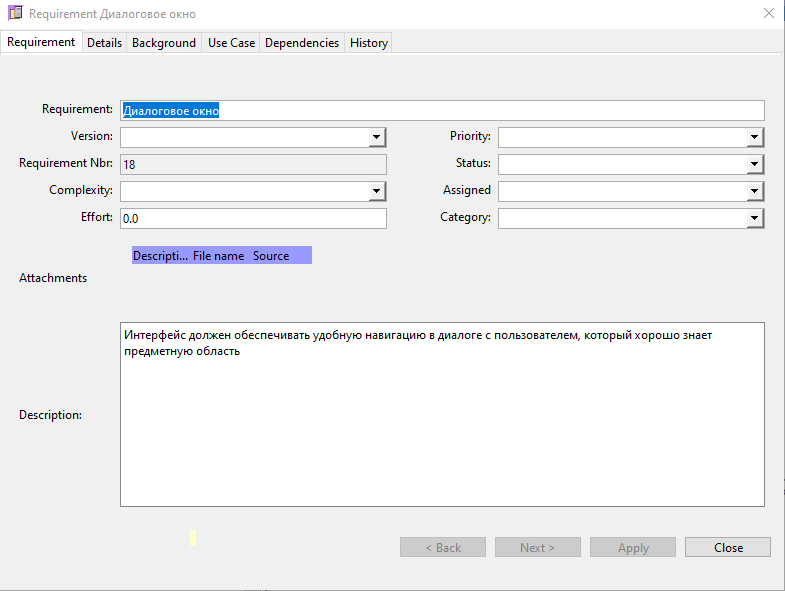 Requirement Диалоговое окно
Requirement Details Background Use Case Dependencies History
Requirement: Диалоговое окно
Version: Priority:
Requirement Nbr: 18 Status:
Complexity: Assigned
Effort: 0.0 Category:
Descripti... File name Source
Attachments
Интерфейс должен обеспечивать удобную навигацию в диалоге с пользователем, который хорошо знает
предметную область
Description:
< Back Next > Apply Close